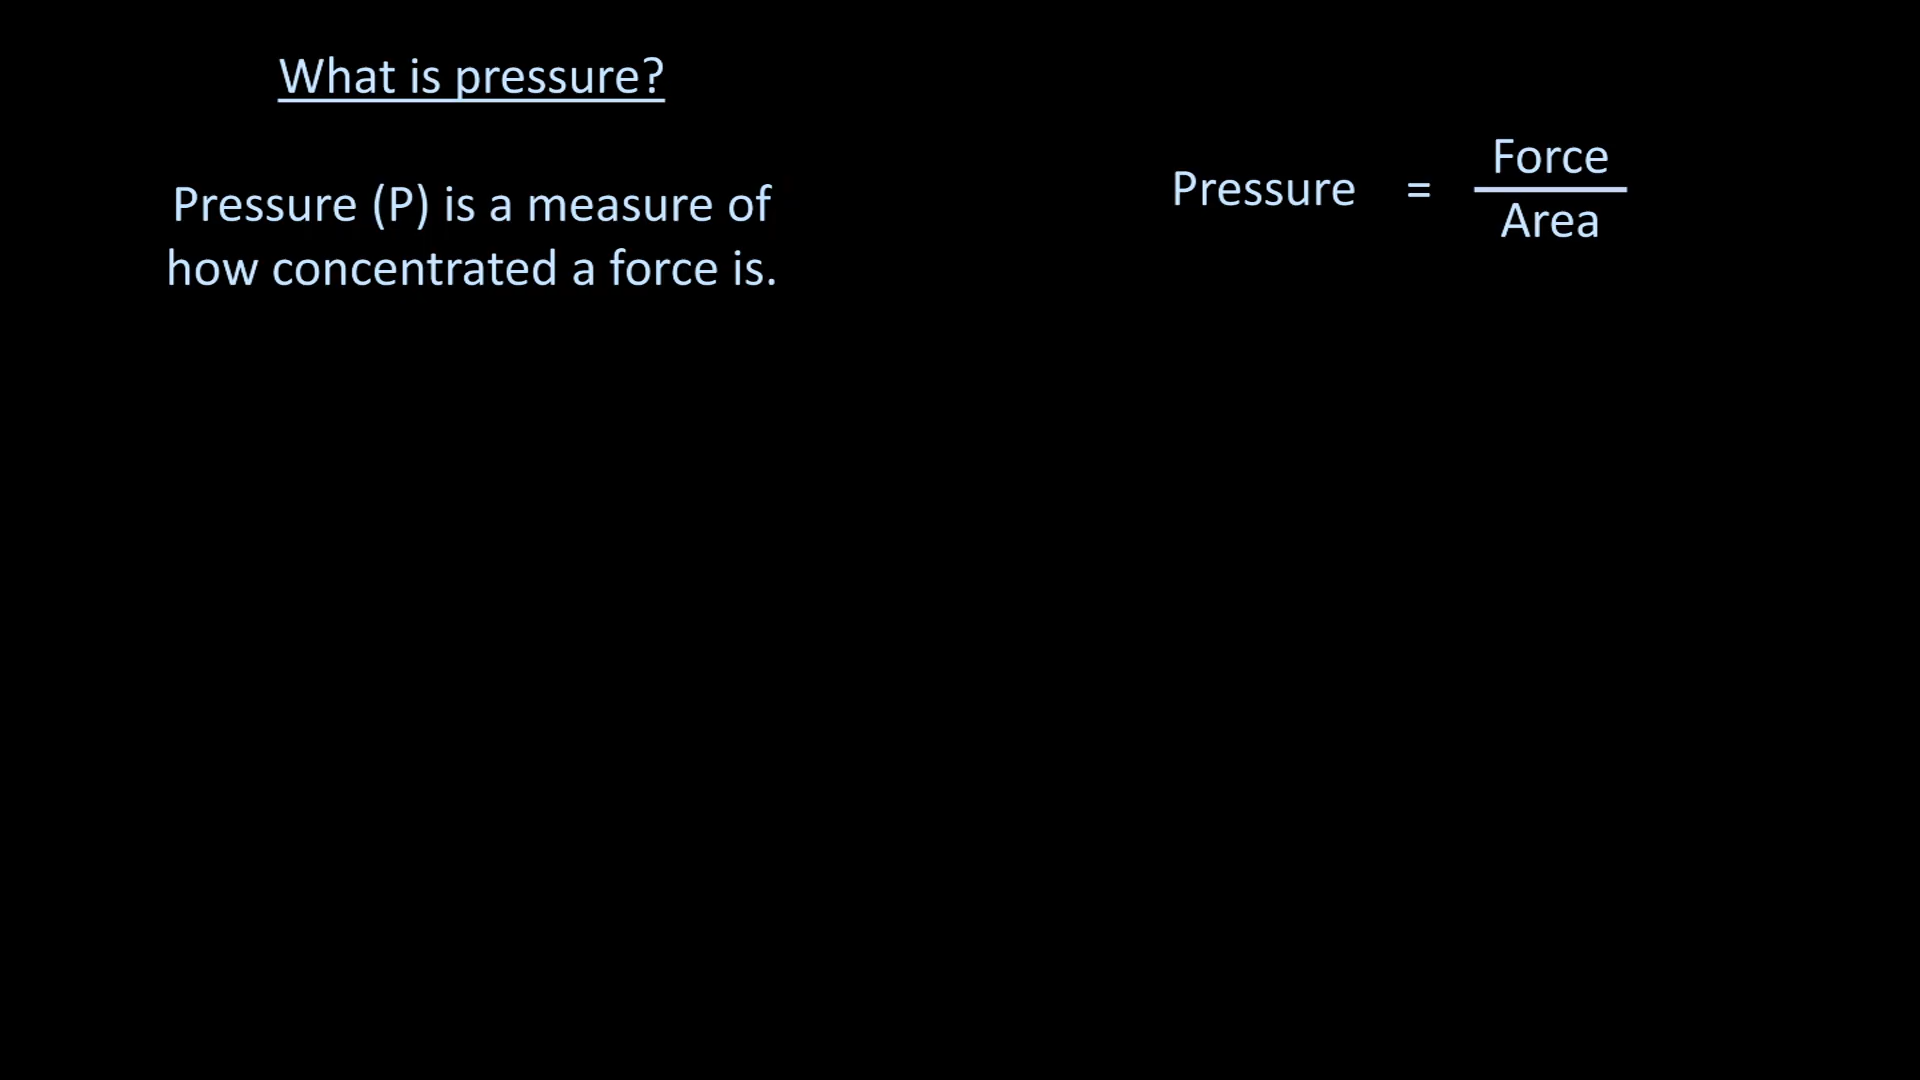 What is pressure?
Pressure (P) is a measure of
how concentrated a force is.
Pressure = Force
Area